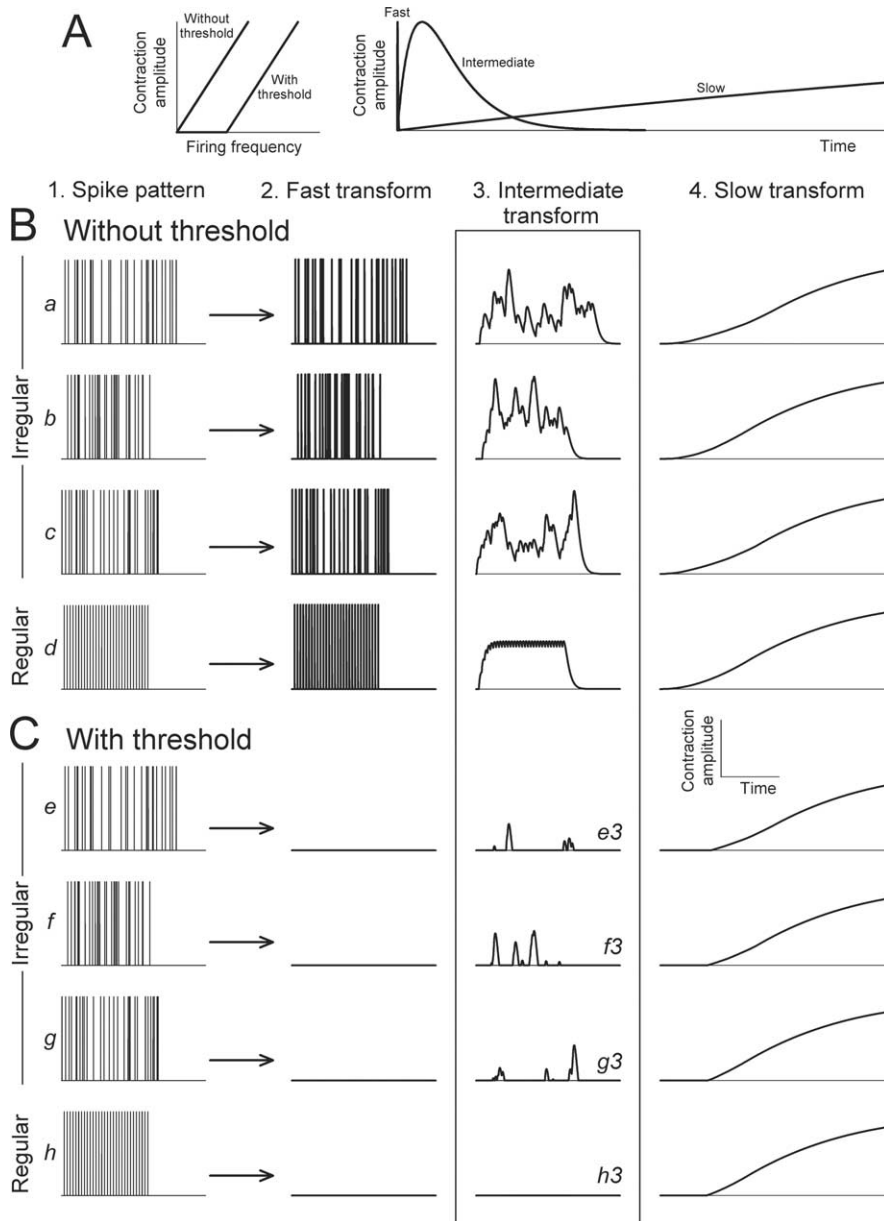 A
Without
threshold
With
threshold
Contraction
amplitude
Firing frequency
Fast
Intermediate
Slow
Contraction
amplitude
Time
1. Spike pattern
2. Fast transform
3. Intermediate
transform
4. Slow transform
B
Without threshold
Irregular
a
b
c
Regular
d
C
With threshold
Contraction
amplitude
Time
Irregular
e
e3
f
f3
g
g3
Regular
h
h3